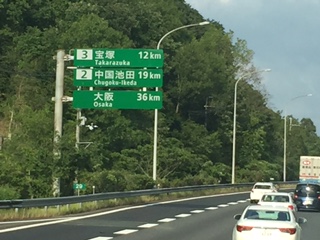 3 宝塚 12 km
Takarazuka
2 中国池田 19 km
Chugoku-Ikeda
大阪 36 km
Osaka
29